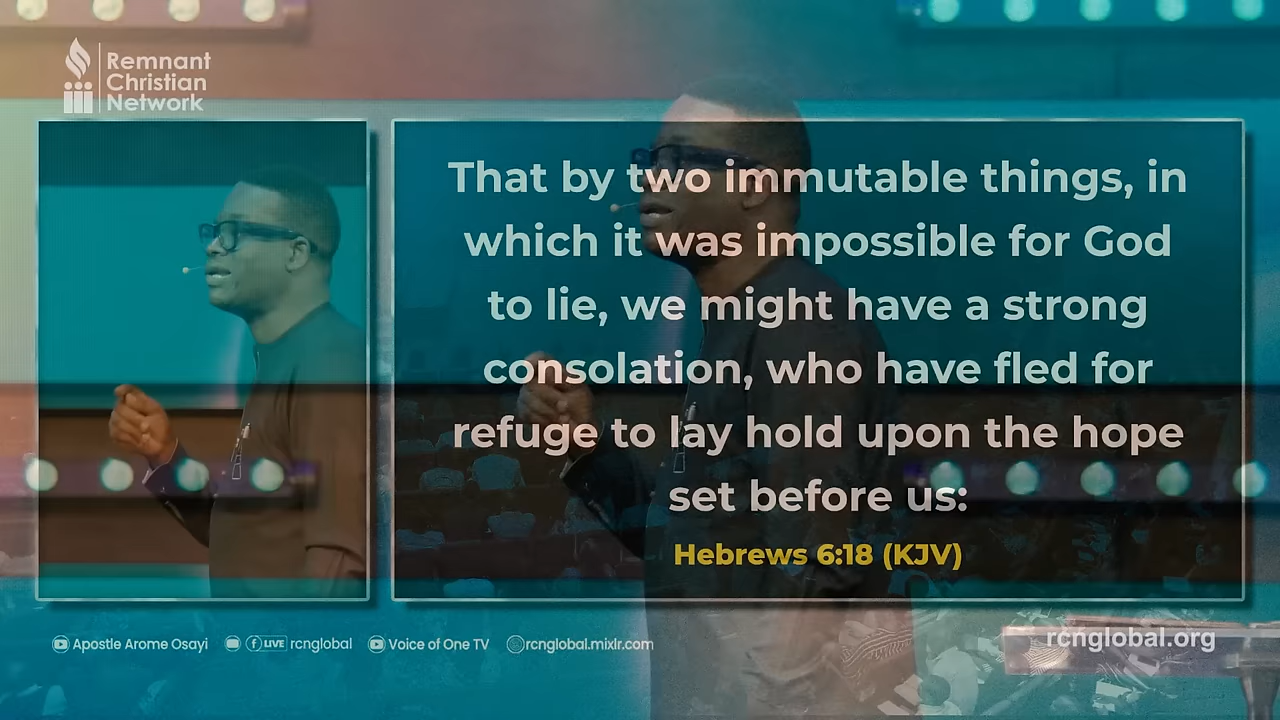 Remnant
Christian
Network
That by two immutable things, in
which it was impossible for God
to lie, we might have a strong
consolation, who have fled for
refuge to lay hold upon the hope
set before us:
Hebrews 6:18 (KJV)
Apostle Arome Osayi LIVE rcnglobal Voice of One TV rcnglobal.mixlr.com
rcnglobal.org